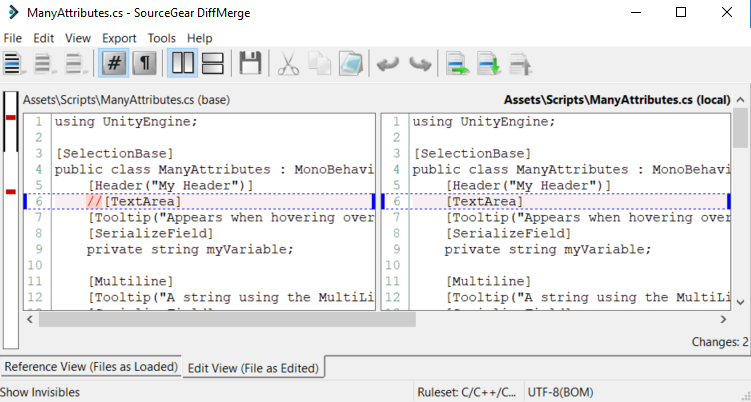 ManyAttributes.cs - SourceGear DiffMerge
File Edit View Export Tools Help
# ¶
Assets\Scripts\ManyAttributes.cs (base)
1 using UnityEngine;
2
3 [SelectionBase]
4 public class ManyAttributes : MonoBehavi
5 [Header("My Header")]
6 //[TextArea]
7 [Tooltip("Appears when hovering over
8 [SerializeField]
9 private string myVariable;
10
11 [Multiline]
12 [Tooltip("A string using the MultiLi
Assets\Scripts\ManyAttributes.cs (local)
1 using UnityEngine;
2
3 [SelectionBase]
4 public class ManyAttributes : MonoBehavi
5 [Header("My Header")]
6 [TextArea]
7 [Tooltip("Appears when hovering over
8 [SerializeField]
9 private string myVariable;
10
11 [Multiline]
12 [Tooltip("A string using the MultiLi
Changes: 2
Reference View (Files as Loaded) Edit View (File as Edited)
Show Invisibles Ruleset: C/C++/C... UTF-8(BOM)